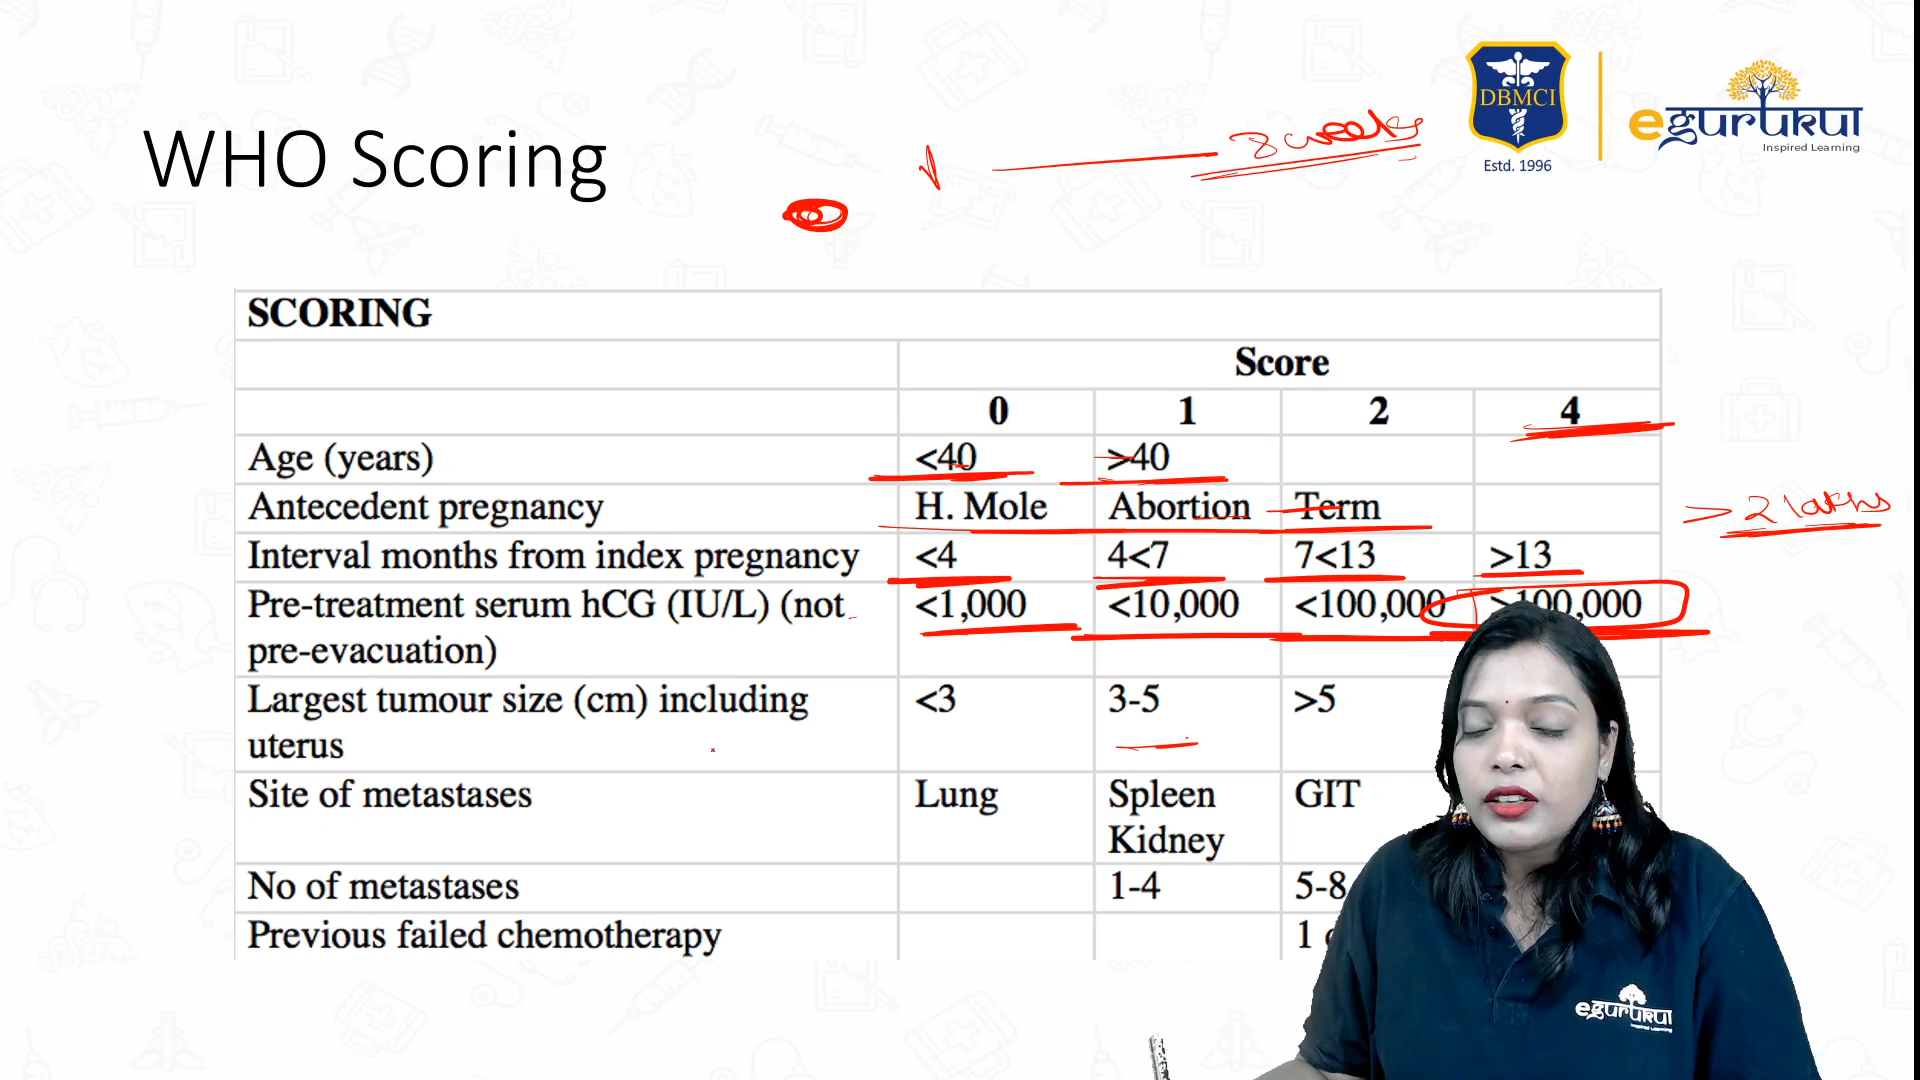 DBMCI
Estd. 1996
egurukul
Inspired Learning
WHO Scoring
8 weeks
SCORING
Score
0 1 2 4
Age (years) <40 >40
Antecedent pregnancy H. Mole Abortion Term
> 2 lakhs
Interval months from index pregnancy <4 4<7 7<13 >13
Pre-treatment serum hCG (IU/L) (not <1,000 <10,000 <100,000 >100,000
pre-evacuation)
Largest tumour size (cm) including <3 3-5 >5
uterus
Site of metastases Lung Spleen GIT
Kidney
No of metastases 1-4 5-8
Previous failed chemotherapy 1
egurukul
Inspired Learning